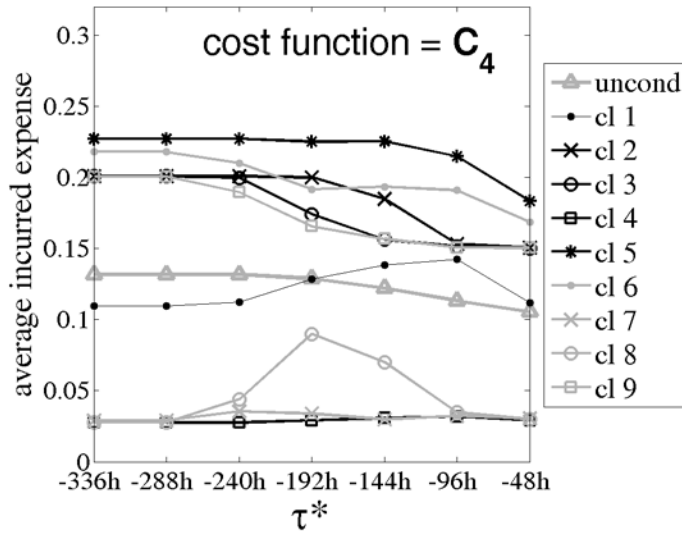 cost function = C4
average incurred expense
0.3
0.25
0.2
0.15
0.1
0.05
0
-336h -288h -240h -192h -144h -96h -48h
τ*
uncond
cl 1
cl 2
cl 3
cl 4
cl 5
cl 6
cl 7
cl 8
cl 9